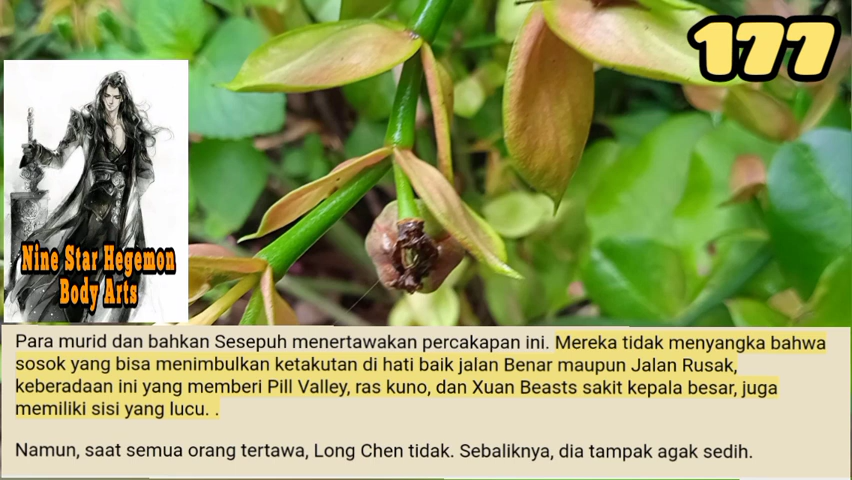 177
Nine Star Hegemon
Body Arts
Para murid dan bahkan Sesepuh menertawakan percakapan ini. Mereka tidak menyangka bahwa
sosok yang bisa menimbulkan ketakutan di hati baik jalan Benar maupun Jalan Rusak,
keberadaan ini yang memberi Pill Valley, ras kuno, dan Xuan Beasts sakit kepala besar, juga
memiliki sisi yang lucu. .
Namun, saat semua orang tertawa, Long Chen tidak. Sebaliknya, dia tampak agak sedih.